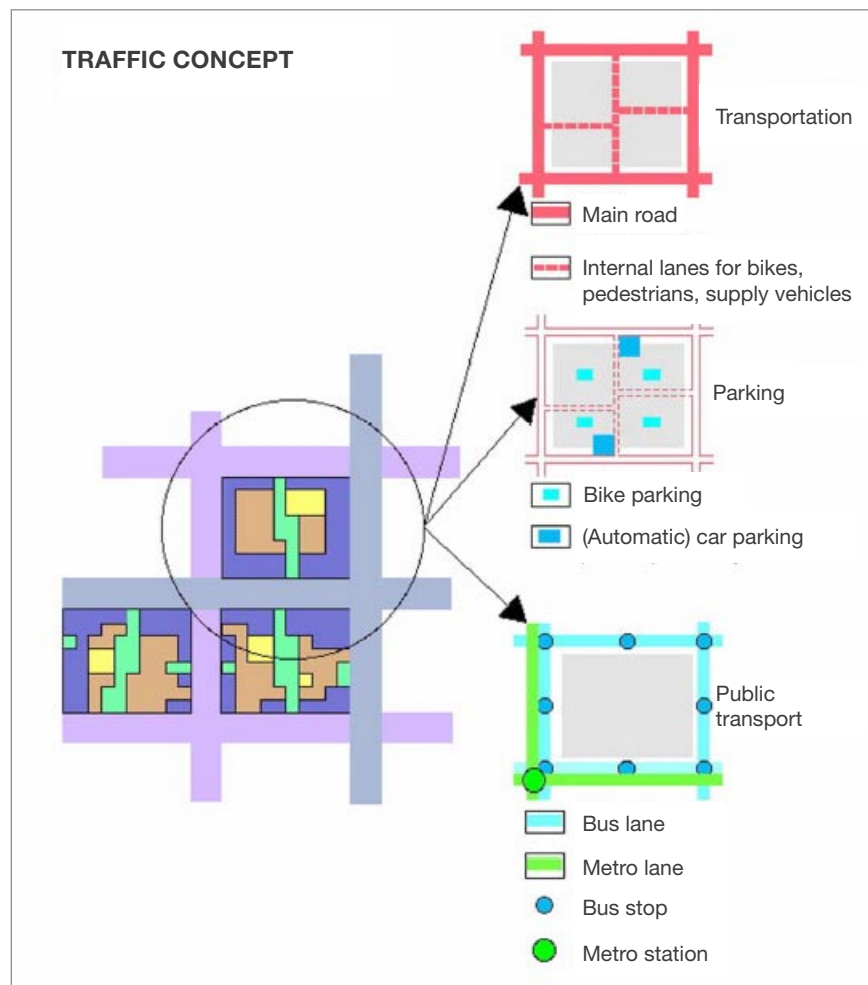 TRAFFIC CONCEPT
Transportation
Main road
Internal lanes for bikes,
pedestrians, supply vehicles
Parking
Bike parking
(Automatic) car parking
Public
transport
Bus lane
Metro lane
Bus stop
Metro station